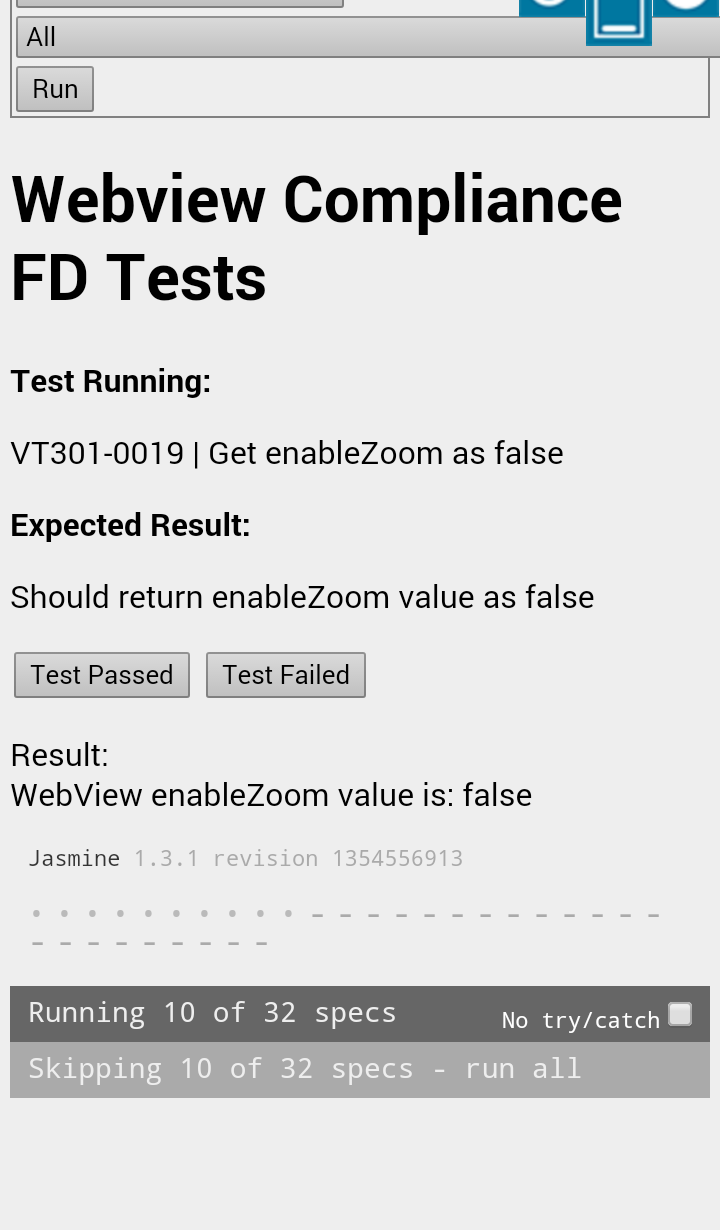 All
Run
Webview Compliance
FD Tests
Test Running:
VT301-0019 | Get enableZoom as false
Expected Result:
Should return enableZoom value as false
Test Passed Test Failed
Result:
WebView enableZoom value is: false
Jasmine 1.3.1 revision 1354556913
• • • • • • • • • • - - - - - - - - - - - - -
- - - - - - - - -
Running 10 of 32 specs No try/catch
Skipping 10 of 32 specs - run all